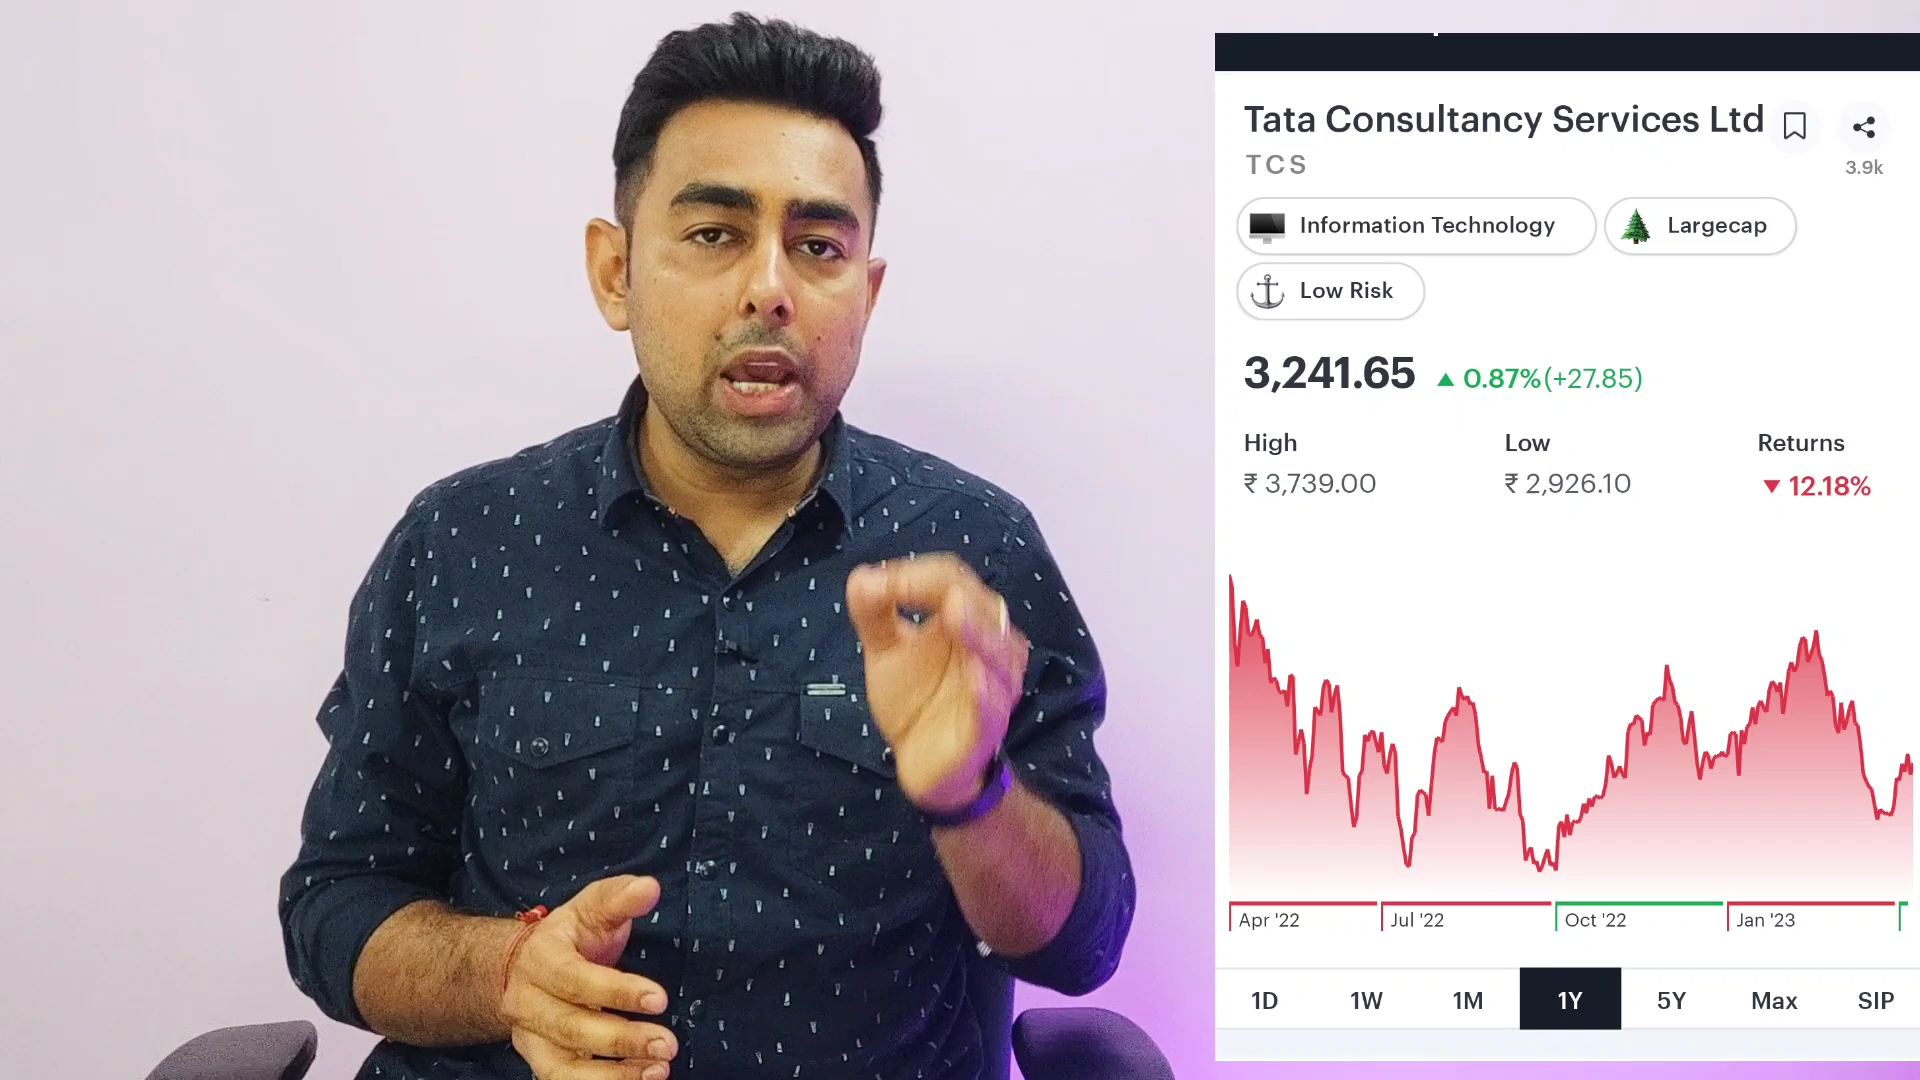 Tata Consultancy Services Ltd
TCS
3.9k
Information Technology
Largecap
Low Risk
3,241.65 ▲ 0.87%(+27.85)
High Low Returns
₹ 3,739.00 ₹ 2,926.10 ▼ 12.18%
Apr '22 Jul '22 Oct '22 Jan '23
1D 1W 1M 1Y 5Y Max SIP